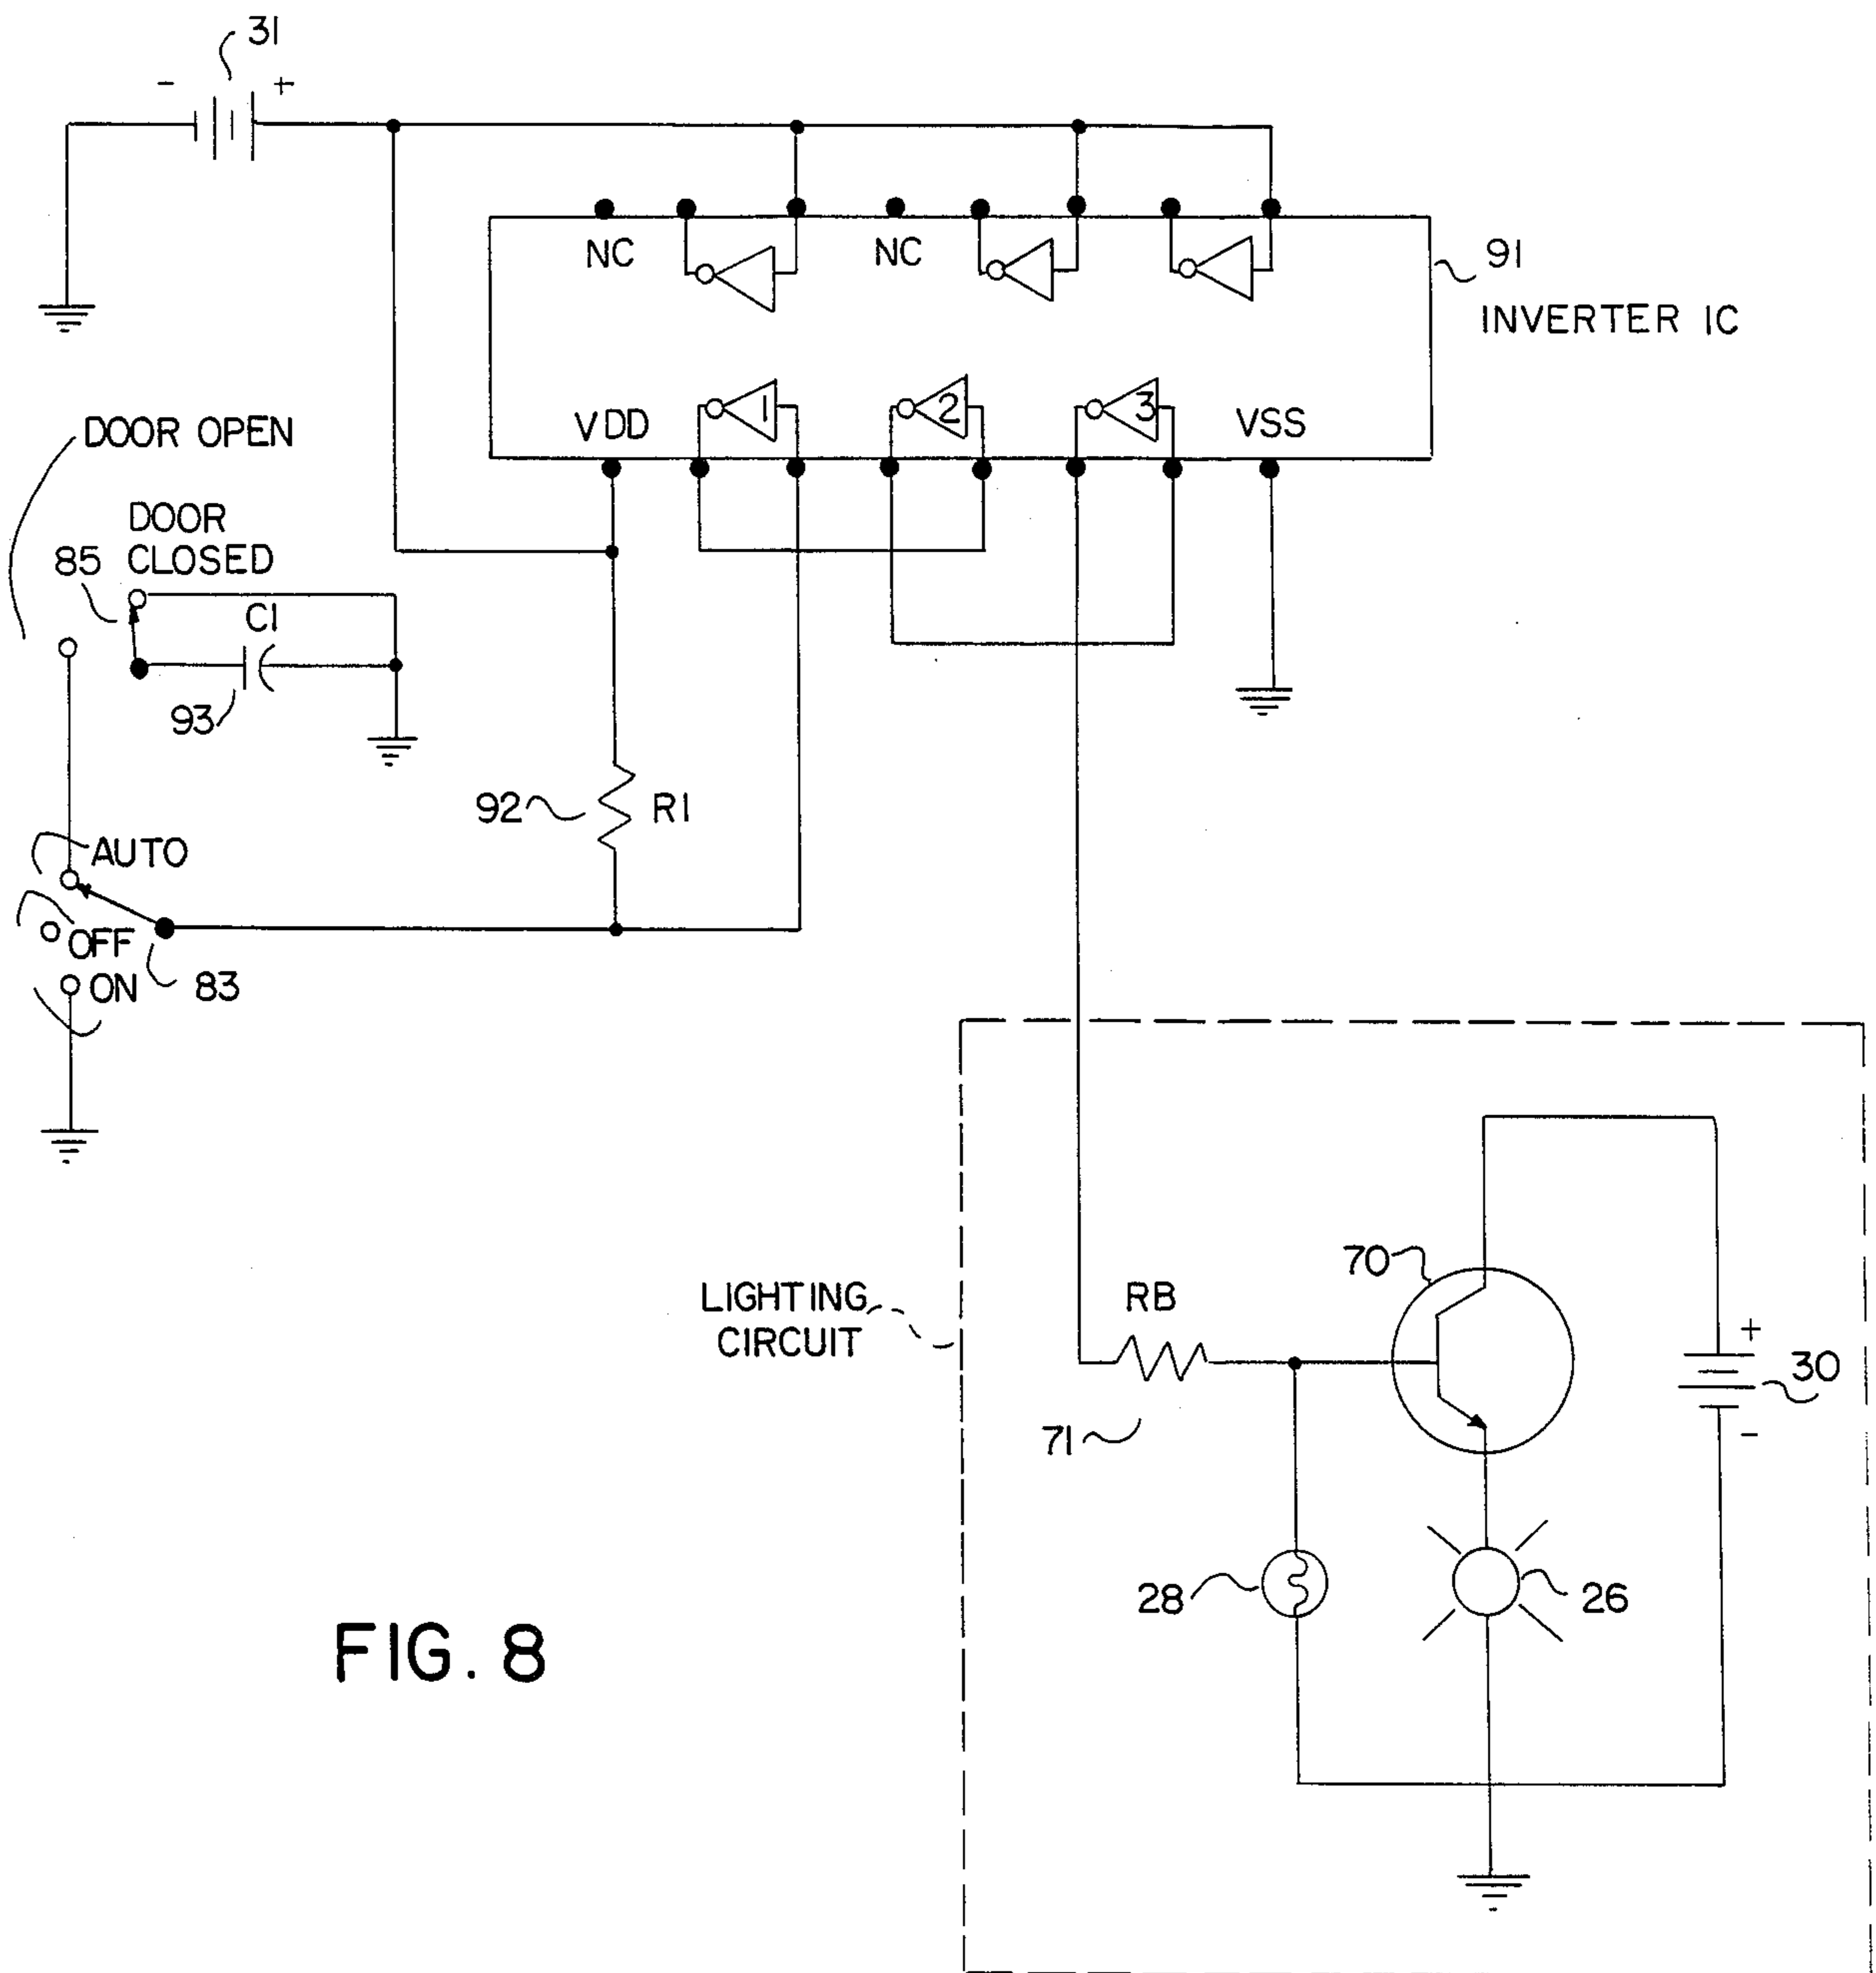 31
- +
NC NC
91
INVERTER IC
1 2 3
VDD VSS
DOOR OPEN
DOOR
CLOSED
85
C1
93
92 R1
AUTO
OFF
ON 83
LIGHTING
CIRCUIT
70
RB
+
30
-
71
28 26
FIG. 8